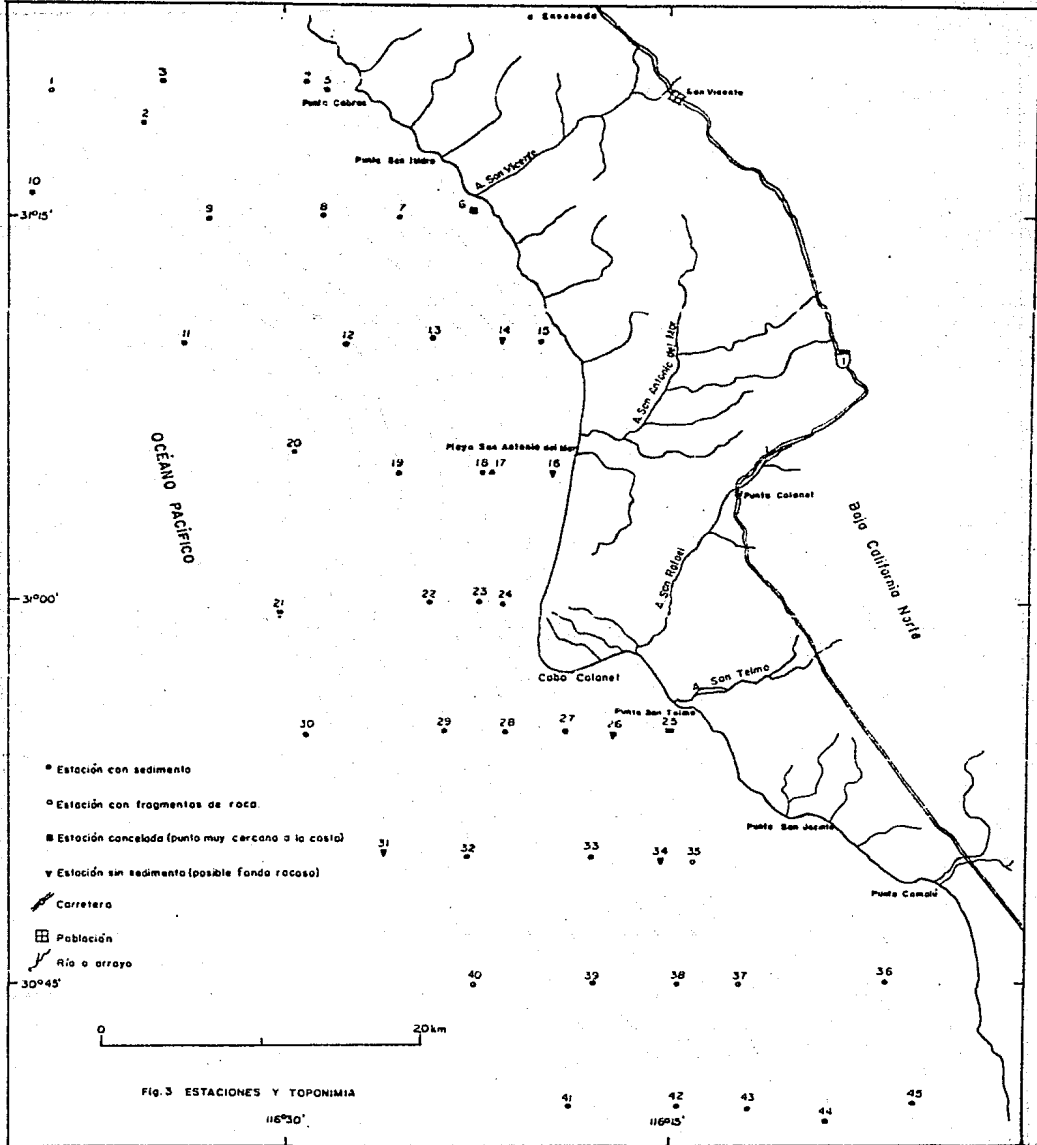 a Ensenada
1
3
4
5
San Vicente
Punta Cabras
2
Punta San Isidro
A. San Vicente
10
31°15'
9
8
7
6
11
12
13
14
15
A. San Antonio del Mar
1
OCÉANO PACÍFICO
20
Playa San Antonio del Mar
19
18
17
16
Punta Colonet
Baja California Norte
A. San Rafael
31°00'
21
22
23
24
Cabo Colonet
A. San Telmo
Punta San Telmo
30
29
28
27
26
25
Estación con sedimento
Estación con fragmentos de roca.
Punta San Jacinto
Estación cancelada (punto muy cercano a la costa)
31
32
33
34
35
Estación sin sedimento (posible fondo rocoso)
Punta Camalú
Carretera
Población
Río o arroyo
30°45'
40
39
38
37
36
0
20km
Fig.3 ESTACIONES Y TOPONIMIA
41
42
43
44
45
116°30'
116°15'